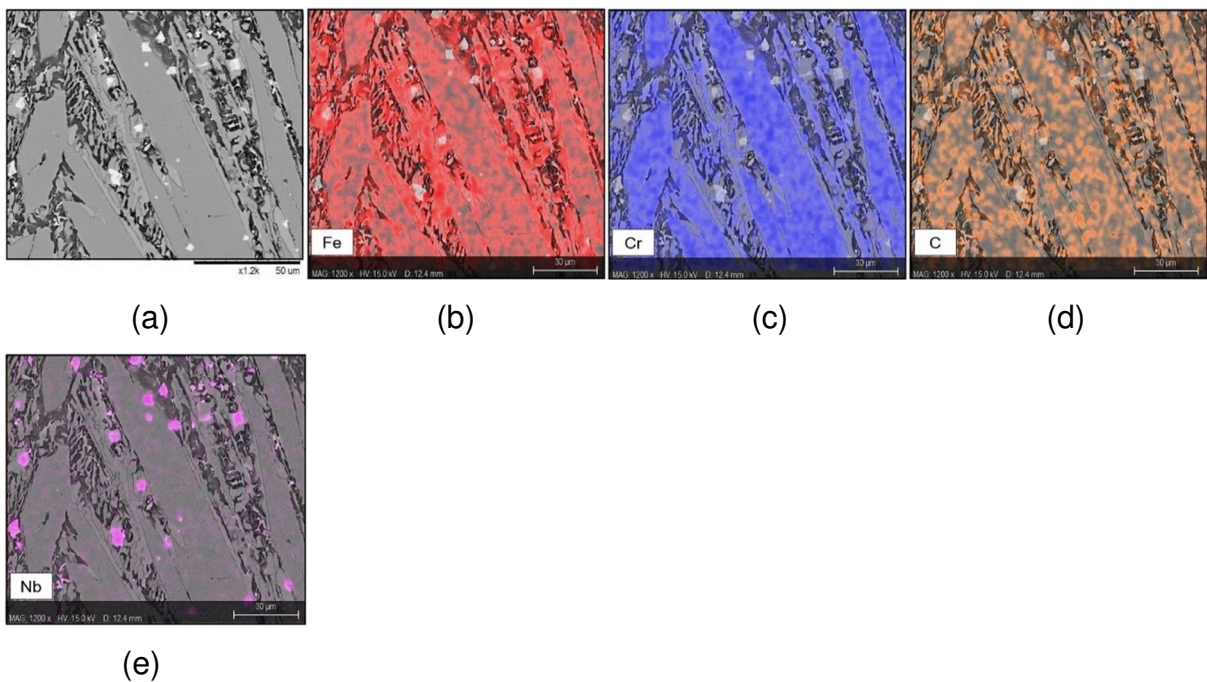 x1.2k 50 um
Fe
30 µm
MAG: 1200 x HV: 15.0 kV D: 12.4 mm
Cr
30 µm
MAG: 1200 x HV: 15.0 kV D: 12.4 mm
C
30 µm
MAG: 1200 x HV: 15.0 kV D: 12.4 mm
(a) (b) (c) (d)
Nb
30 µm
MAG: 1200 x HV: 15.0 kV D: 12.4 mm
(e)